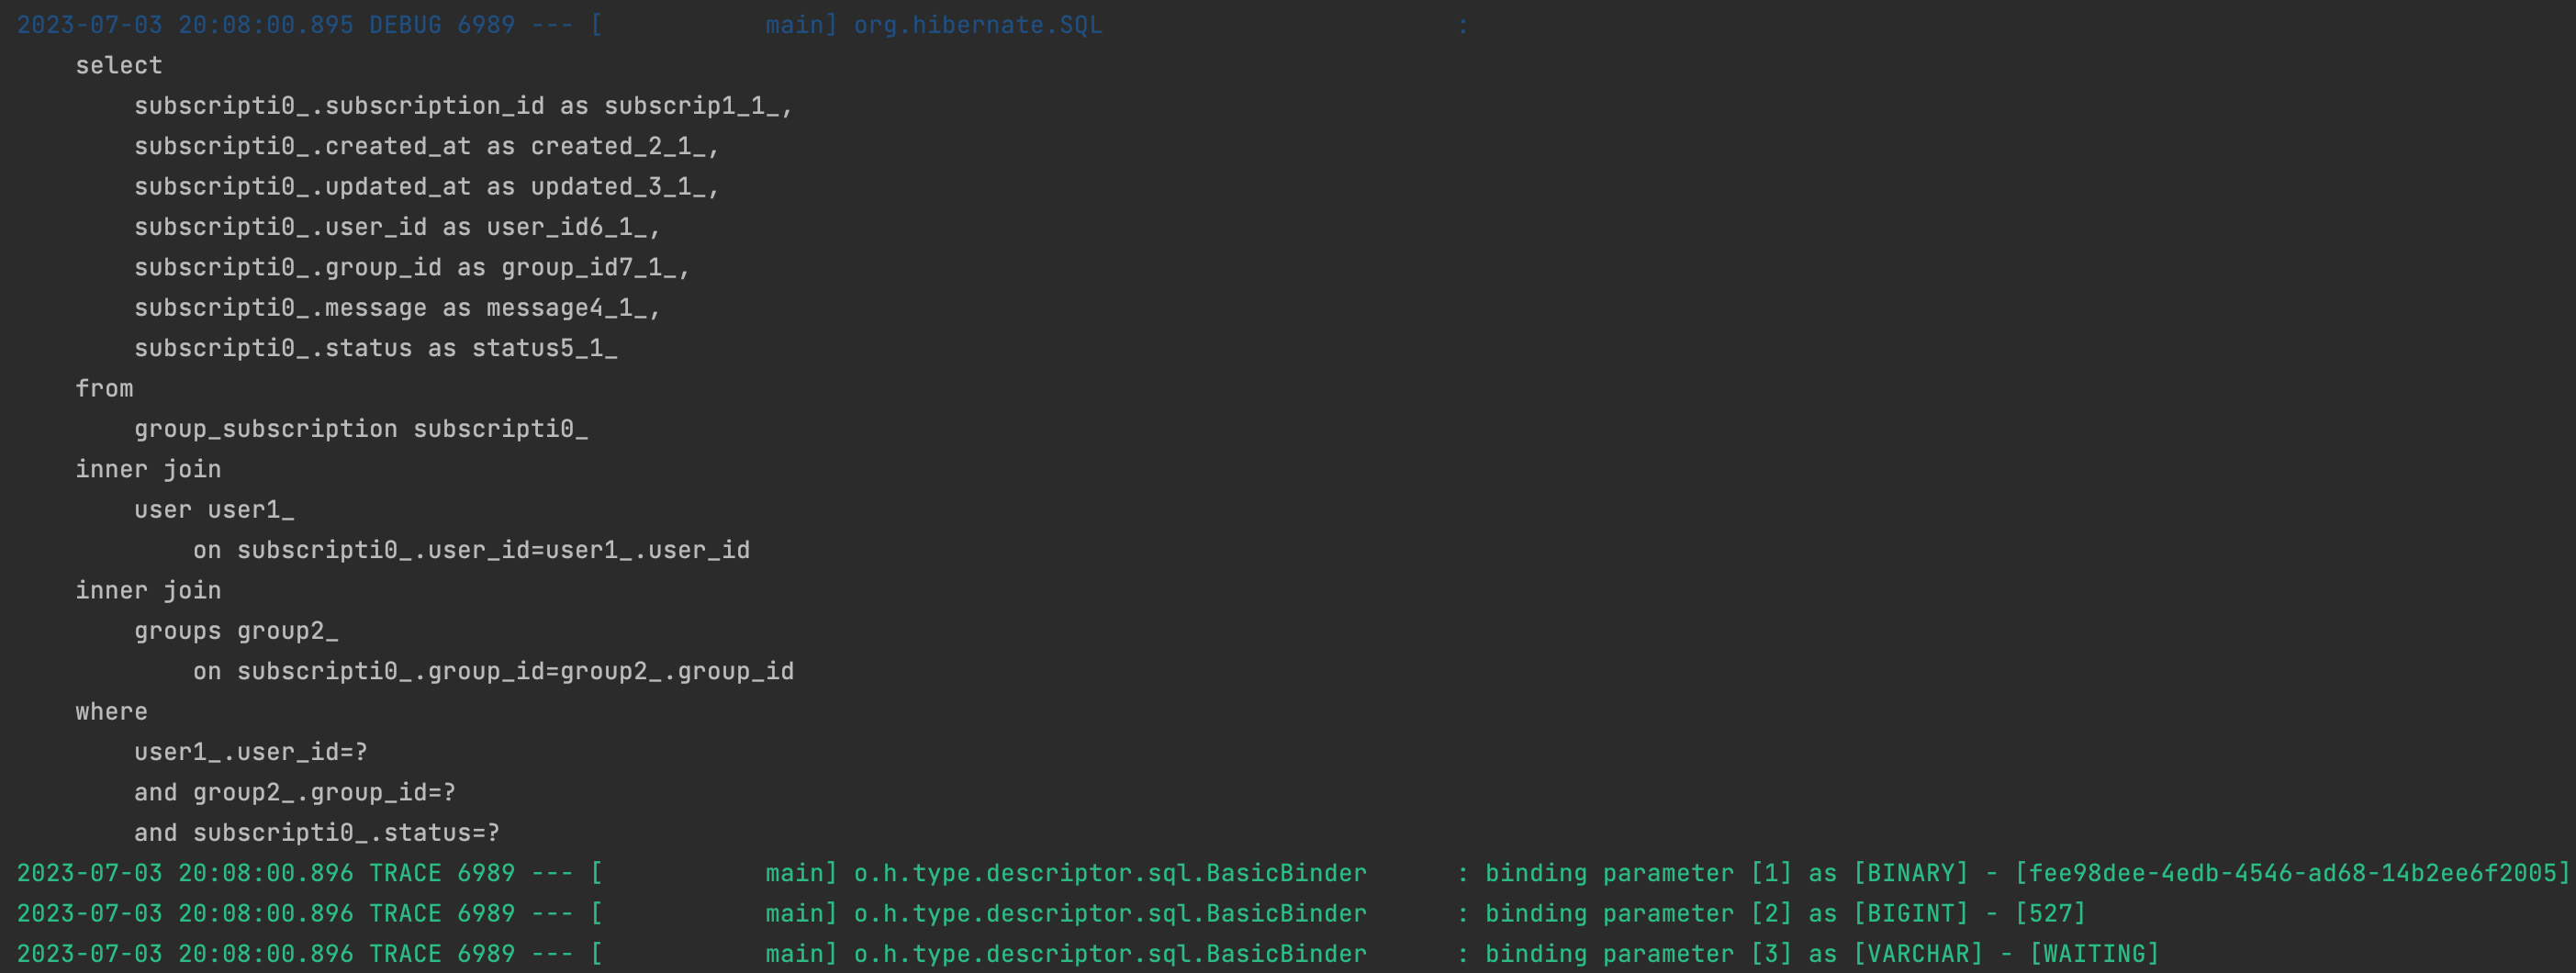 2023-07-03 20:08:00.895 DEBUG 6989 --- [           main] org.hibernate.SQL                        :
    select
        subscripti0_.subscription_id as subscrip1_1_,
        subscripti0_.created_at as created_2_1_,
        subscripti0_.updated_at as updated_3_1_,
        subscripti0_.user_id as user_id6_1_,
        subscripti0_.group_id as group_id7_1_,
        subscripti0_.message as message4_1_,
        subscripti0_.status as status5_1_
    from
        group_subscription subscripti0_
    inner join
        user user1_
            on subscripti0_.user_id=user1_.user_id
    inner join
        groups group2_
            on subscripti0_.group_id=group2_.group_id
    where
        user1_.user_id=?
        and group2_.group_id=?
        and subscripti0_.status=?
2023-07-03 20:08:00.896 TRACE 6989 --- [           main] o.h.type.descriptor.sql.BasicBinder      : binding parameter [1] as [BINARY] - [fee98dee-4edb-4546-ad68-14b2ee6f2005]
2023-07-03 20:08:00.896 TRACE 6989 --- [           main] o.h.type.descriptor.sql.BasicBinder      : binding parameter [2] as [BIGINT] - [527]
2023-07-03 20:08:00.896 TRACE 6989 --- [           main] o.h.type.descriptor.sql.BasicBinder      : binding parameter [3] as [VARCHAR] - [WAITING]